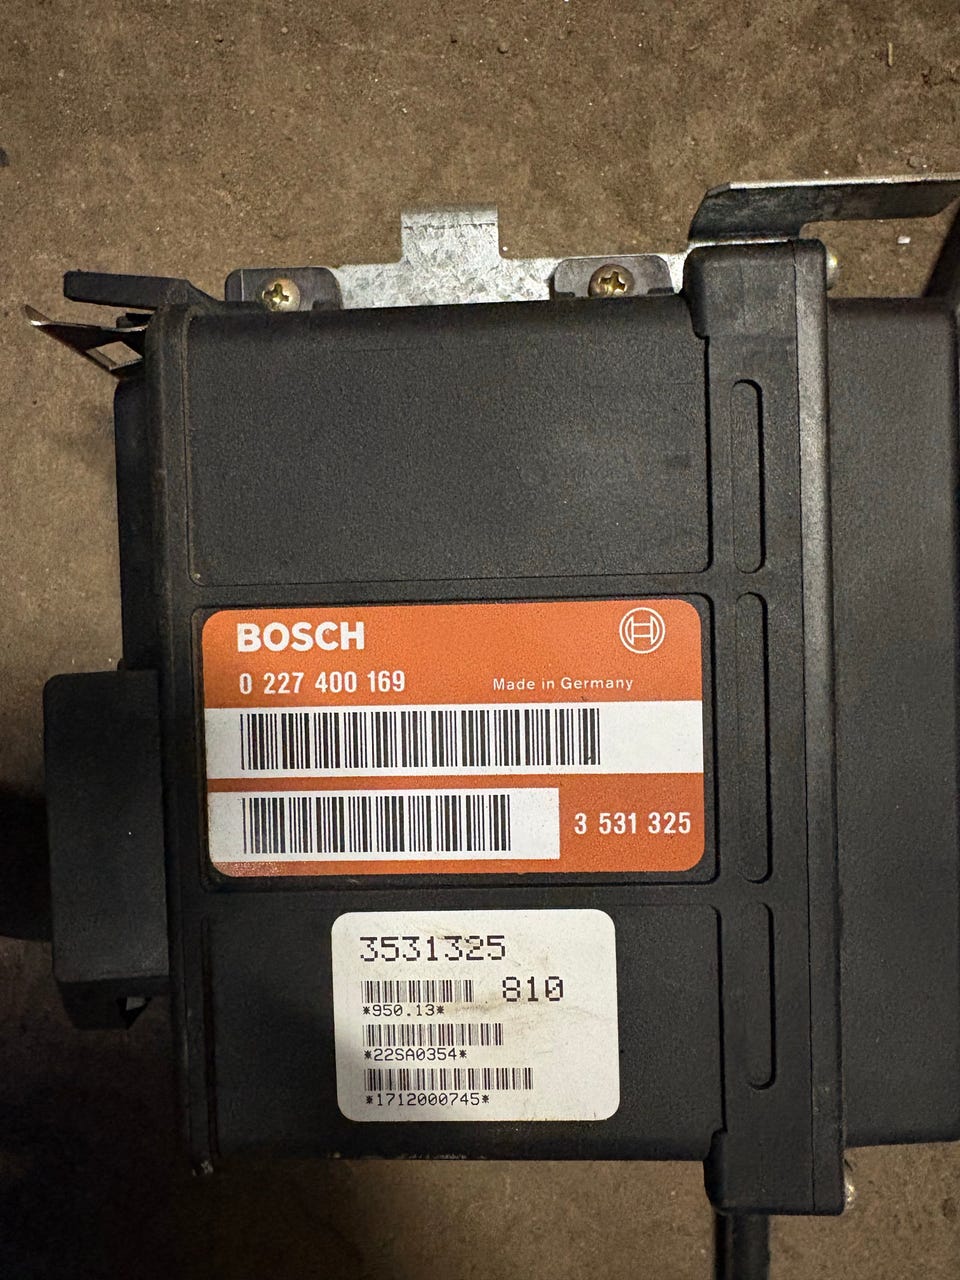 BOSCH
0 227 400 169
Made in Germany
3 531 325
3531325
810
*950.13*
*22SA0354*
*1712000745*